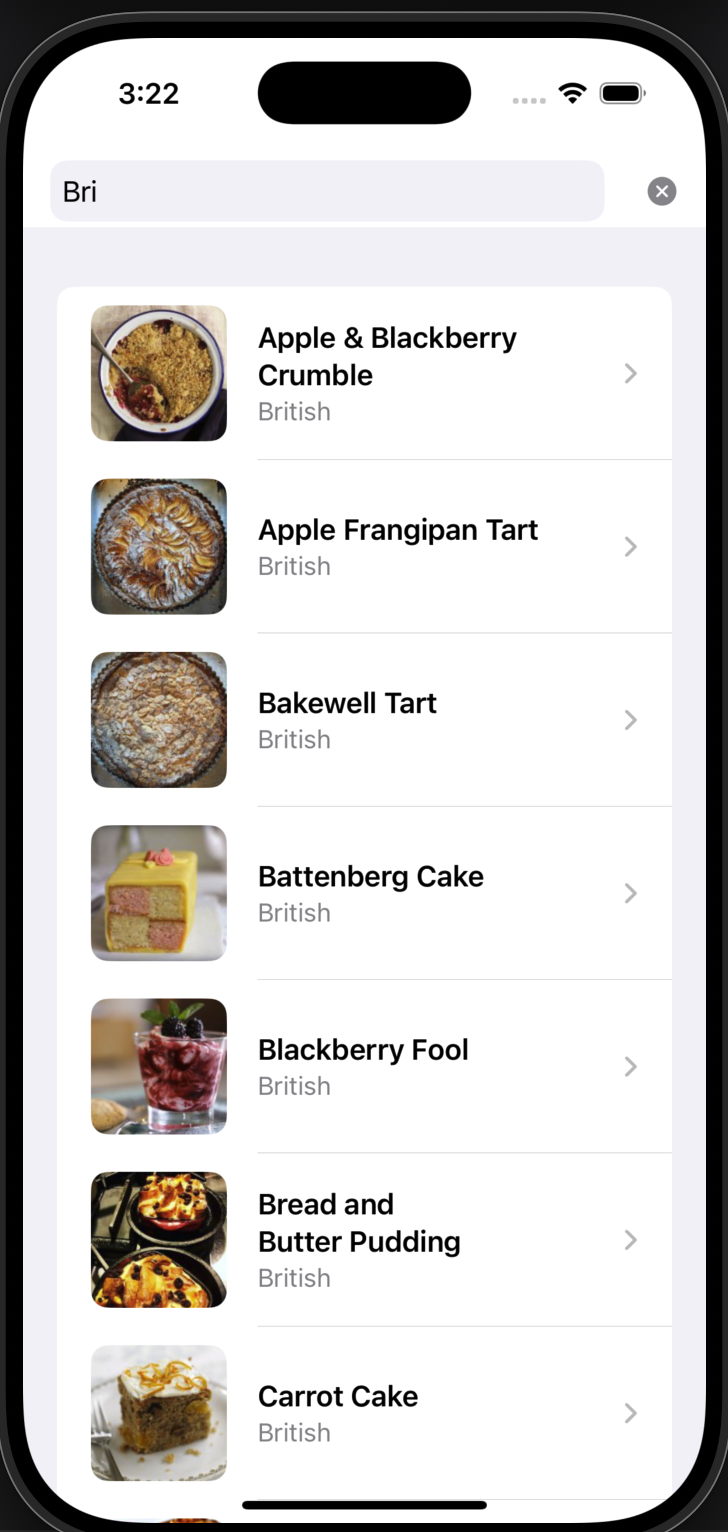 3:22
Bri
Apple & Blackberry
Crumble
British
Apple Frangipan Tart
British
Bakewell Tart
British
Battenberg Cake
British
Blackberry Fool
British
Bread and
Butter Pudding
British
Carrot Cake
British